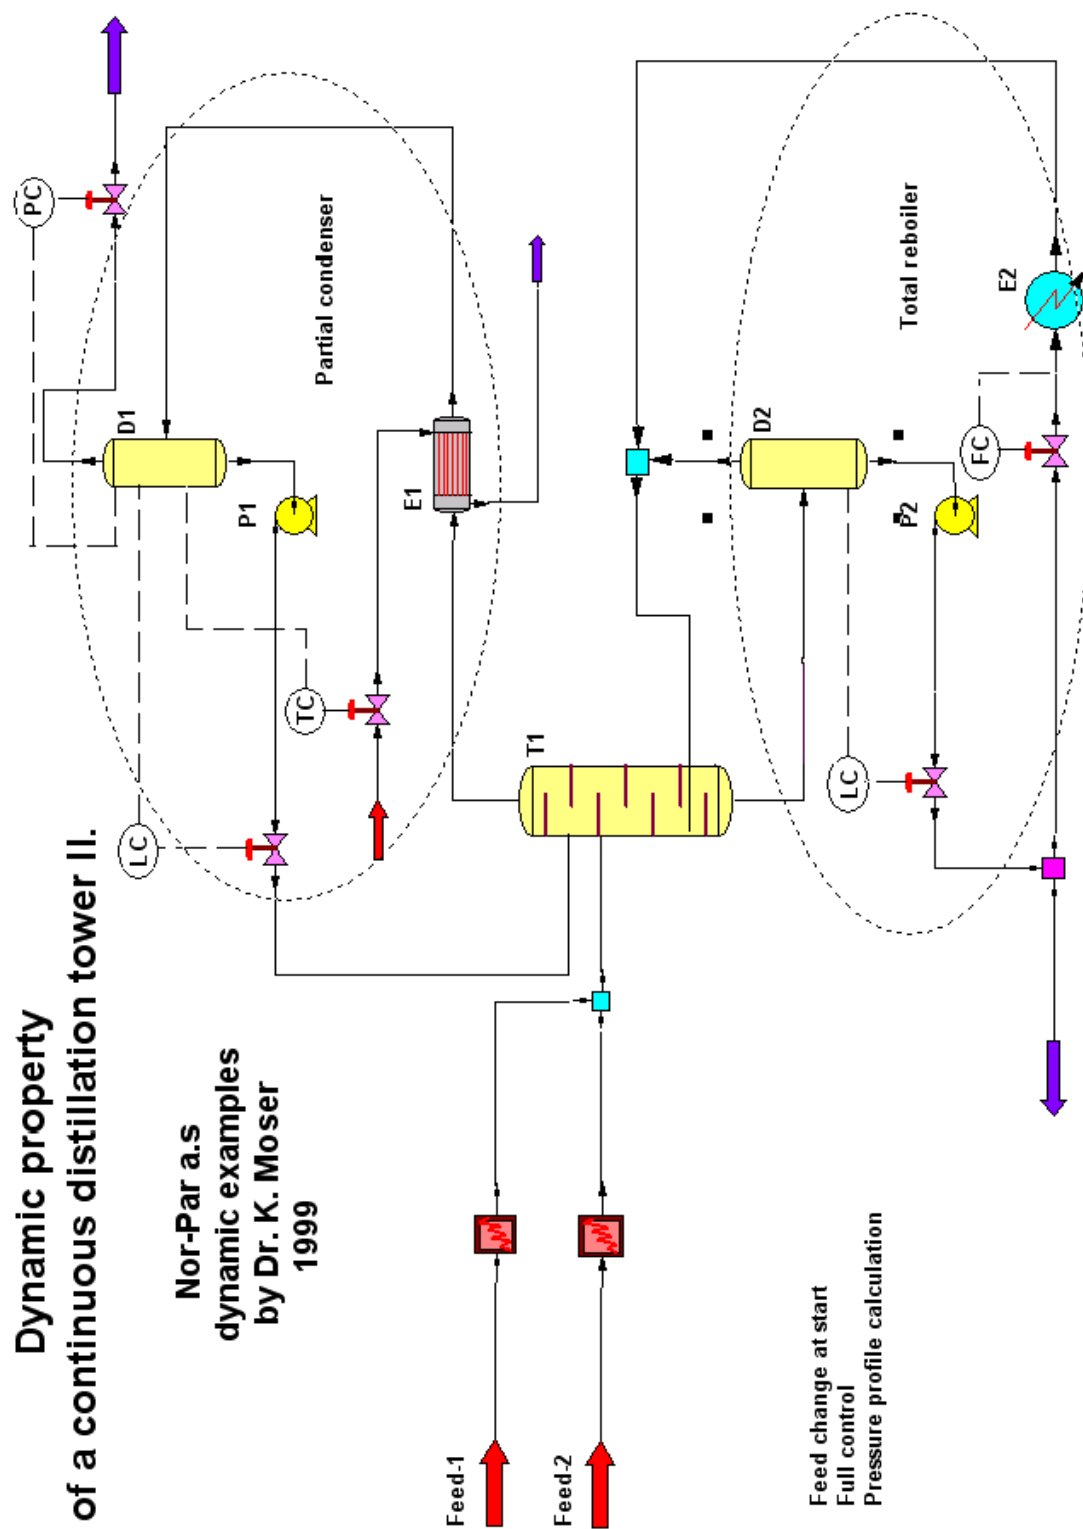 Dynamic property
of a continuous distillation tower II.
Nor-Par a.s
dynamic examples
by Dr. K. Moser
1999
Feed-1
Feed-2
LC
TC
PC
P1
D1
E1
Partial condenser
T1
LC
P2
D2
FC
E2
Total reboiler
Feed change at start
Full control
Pressure profile calculation